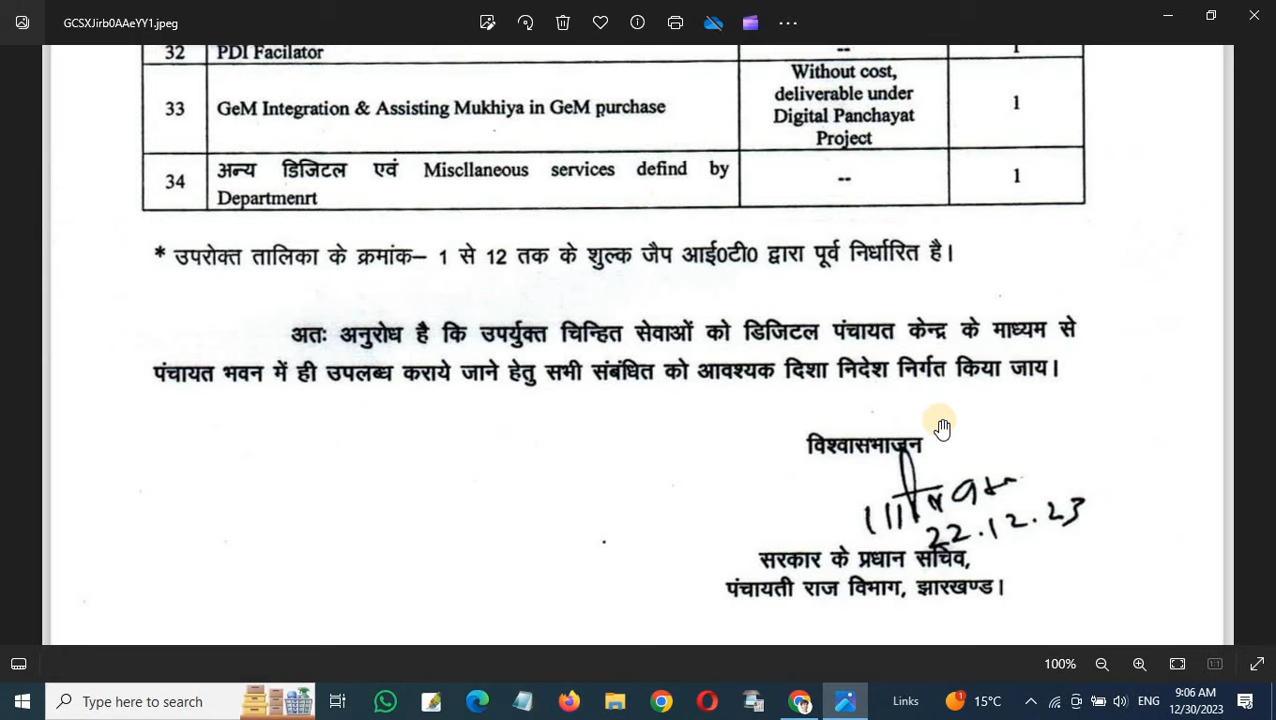 GCSXJirb0AAeYY1.jpeg
32 PDI Facilator -- 1
Without cost,
deliverable under
33 GeM Integration & Assisting Mukhiya in GeM purchase 1
Digital Panchayat
Project
अन्य डिजिटल एवं Miscllaneous services defind by
34 -- 1
Departmenrt
* उपरोक्त तालिका के क्रमांक– 1 से 12 तक के शुल्क जैप आई0टी0 द्वारा पूर्व निर्धारित है।
अतः अनुरोध है कि उपर्युक्त चिन्हित सेवाओं को डिजिटल पंचायत केन्द्र के माध्यम से
पंचायत भवन में ही उपलब्ध कराये जाने हेतु सभी संबंधित को आवश्यक दिशा निदेश निर्गत किया जाय।
विश्वासभाजन
22.12.23
सरकार के प्रधान सचिव,
पंचायती राज विभाग, झारखण्ड।
100%
1:1
Type here to search
Links
1
15°C
ENG
9:06 AM
12/30/2023